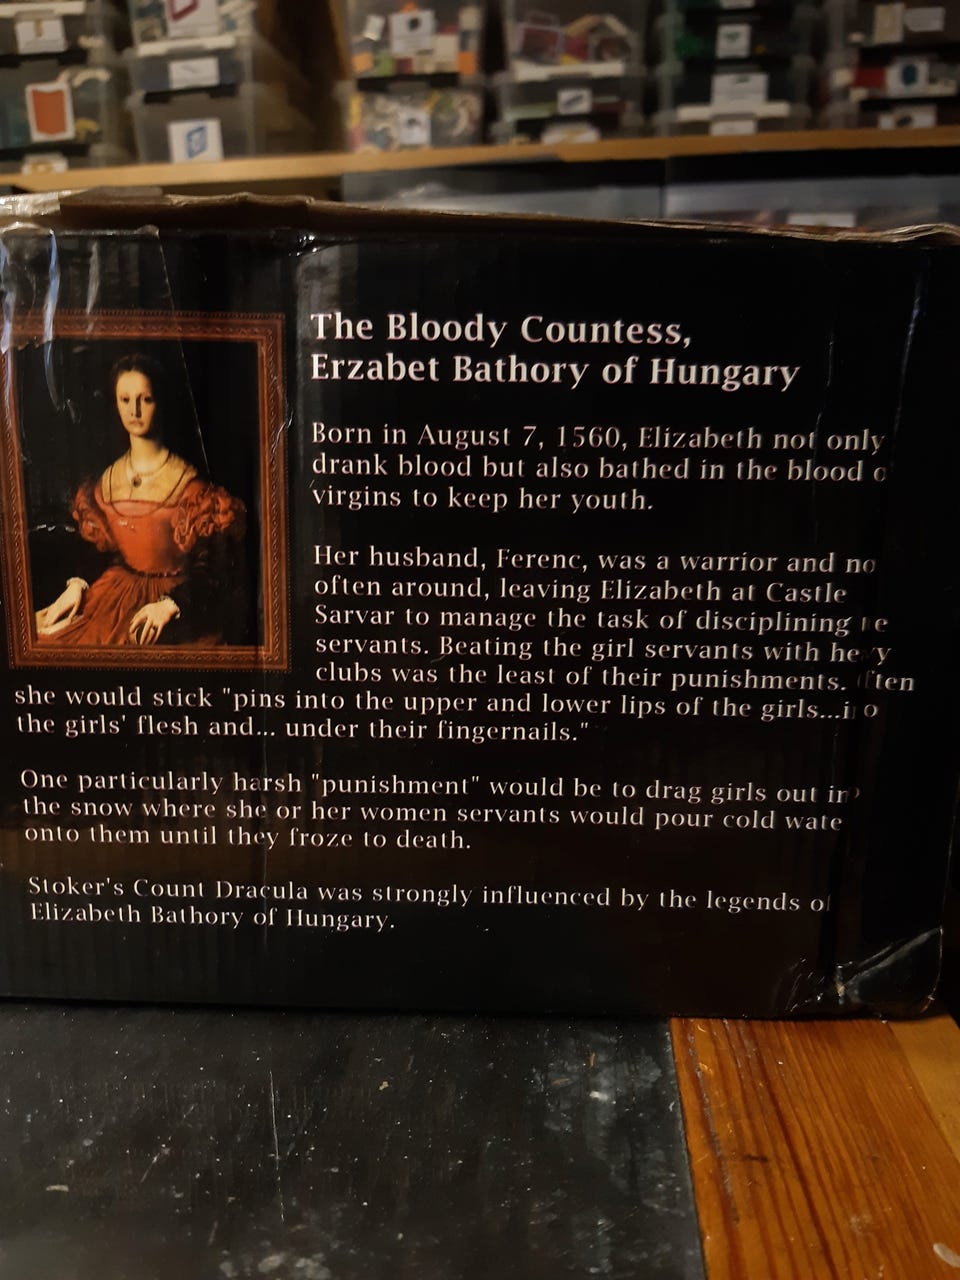 The Bloody Countess,
Erzabet Bathory of Hungary
Born in August 7, 1560, Elizabeth not only
drank blood but also bathed in the blood
virgins to keep her youth.
Her husband, Ferenc, was a warrior and
often around, leaving Elizabeth at Castle
Sarvar to manage the task of disciplining
servants. Beating the girl servants with
clubs was the least of their punishments.
she would stick "pins into the upper and lower lips of the girls...
the girls' flesh and... under their fingernails."
One particularly harsh "punishment" would be to drag girls out
the snow where she or her women servants would pour cold
onto them until they froze to death.
Stoker's Count Dracula was strongly influenced by the legends
Elizabeth Bathory of Hungary.